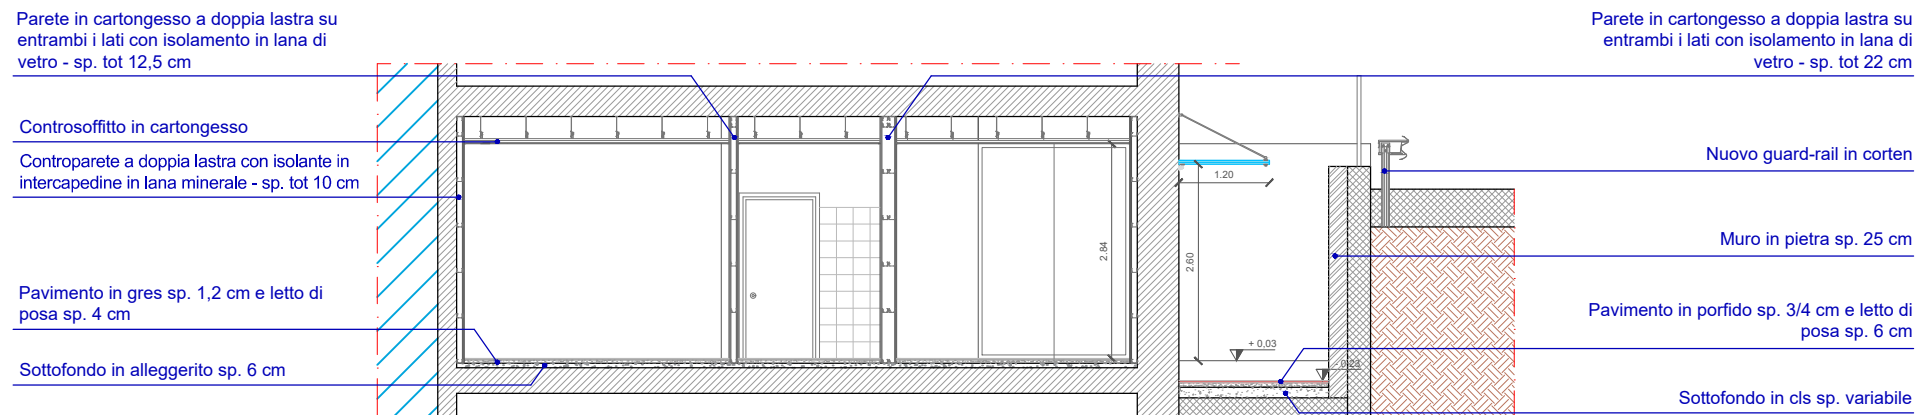 Parete in cartongesso a doppia lastra su
entrambi i lati con isolamento in lana di
vetro - sp. tot 12,5 cm
Controsoffitto in cartongesso
Controparete a doppia lastra con isolante in
intercapedine in lana minerale - sp. tot 10 cm
Pavimento in gres sp. 1,2 cm e letto di
posa sp. 4 cm
Sottofondo in alleggerito sp. 6 cm
2.84
1.20
2.60
+ 0,03
Parete in cartongesso a doppia lastra su
entrambi i lati con isolamento in lana di
vetro - sp. tot 22 cm
Nuovo guard-rail in corten
Muro in pietra sp. 25 cm
Pavimento in porfido sp. 3/4 cm e letto di
posa sp. 6 cm
Sottofondo in cls sp. variabile